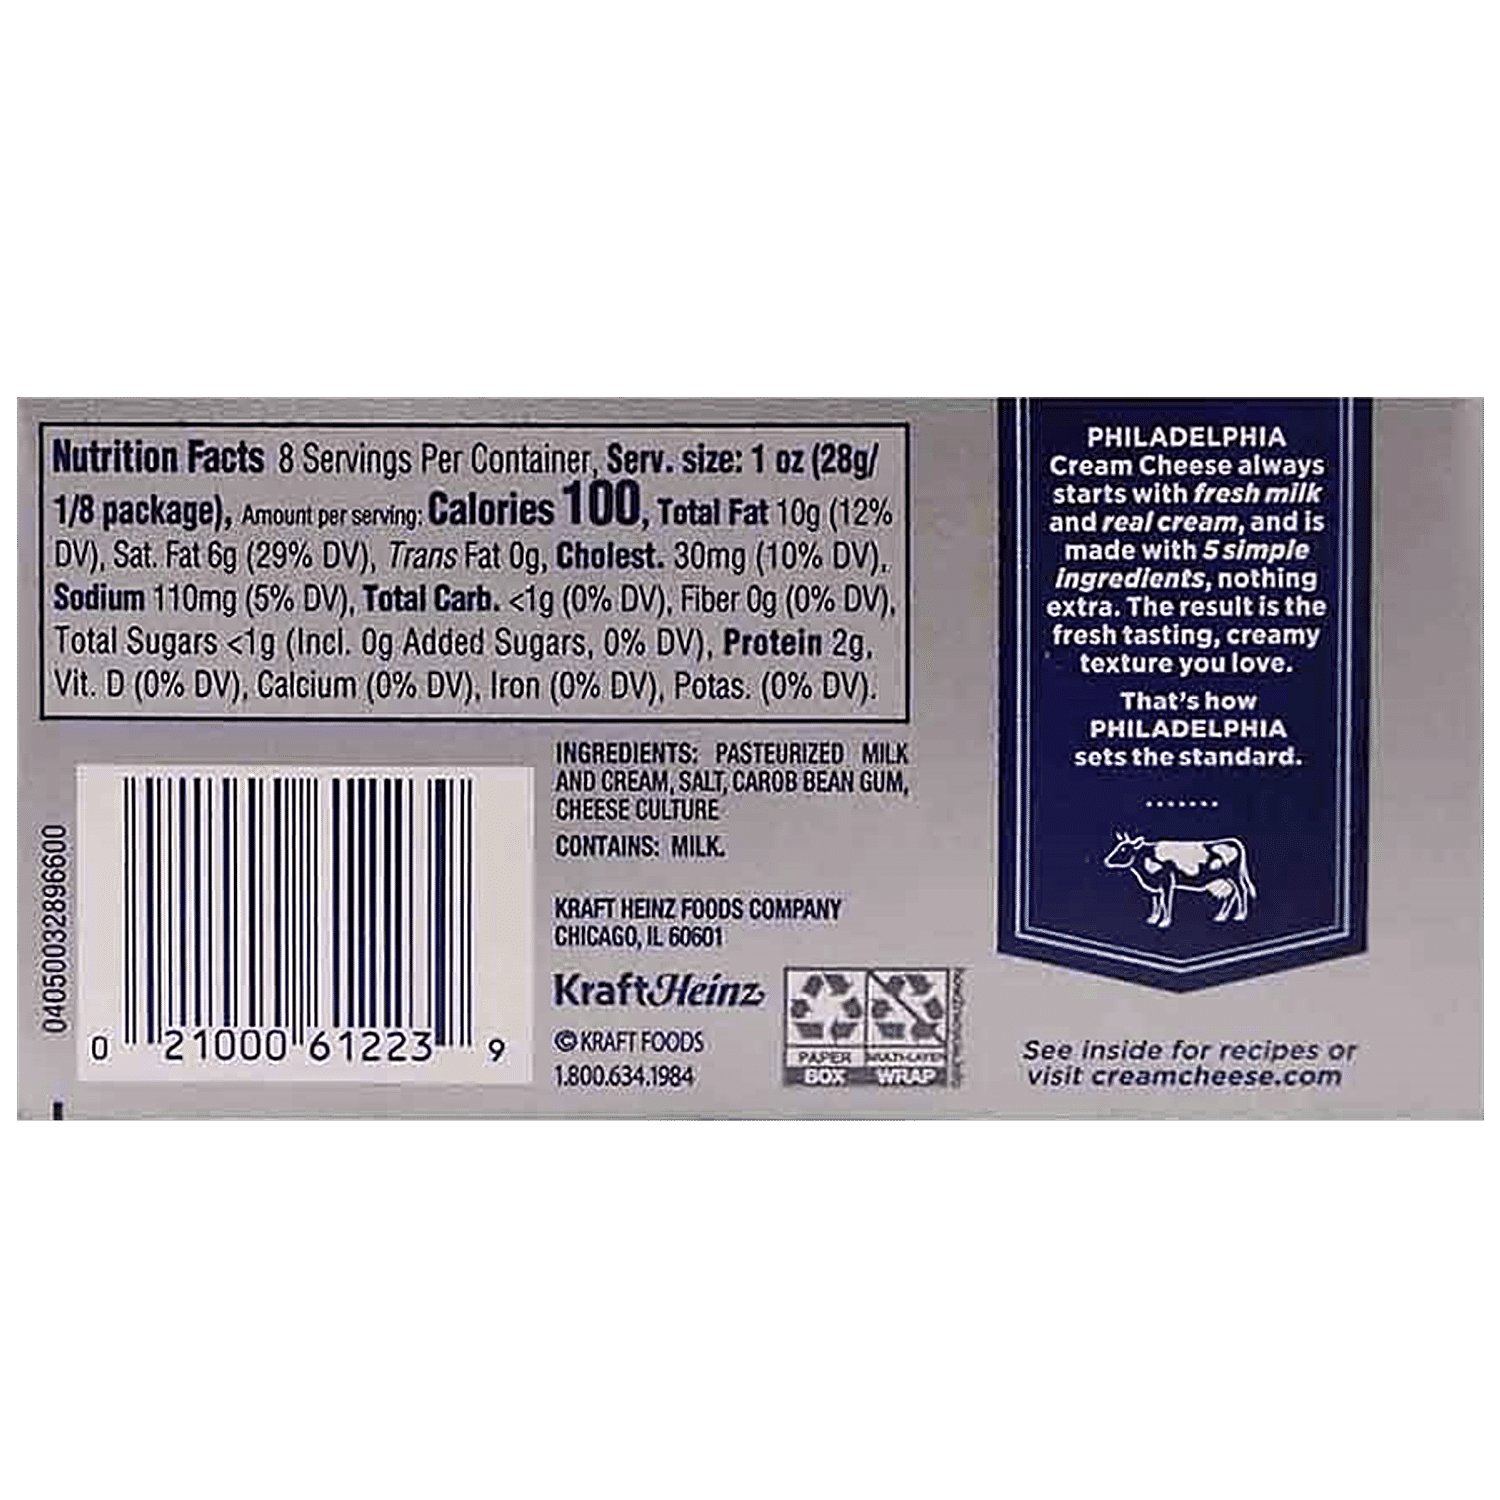 Nutrition Facts 8 Servings Per Container, Serv. size: 1 oz (28g/
1/8 package), Amount per serving: Calories 100, Total Fat 10g (12%
DV), Sat. Fat 6g (29% DV), Trans Fat 0g, Cholest. 30mg (10% DV),
Sodium 110mg (5% DV), Total Carb. <1g (0% DV), Fiber 0g (0% DV),
Total Sugars <1g (Incl. 0g Added Sugars, 0% DV), Protein 2g,
Vit. D (0% DV), Calcium (0% DV), Iron (0% DV), Potas. (0% DV).
INGREDIENTS: PASTEURIZED MILK
AND CREAM, SALT, CAROB BEAN GUM,
CHEESE CULTURE
CONTAINS: MILK.
KRAFT HEINZ FOODS COMPANY
CHICAGO, IL 60601
KraftHeinz
© KRAFT FOODS
1.800.634.1984
PAPER
BOX
MULTI-LAYER
WRAP
0405003289660​0
0 21000 61223 9
PHILADELPHIA
Cream Cheese always
starts with fresh milk
and real cream, and is
made with 5 simple
ingredients, nothing
extra. The result is the
fresh tasting, creamy
texture you love.
That's how
PHILADELPHIA
sets the standard.
.......
See inside for recipes or
visit creamcheese.com